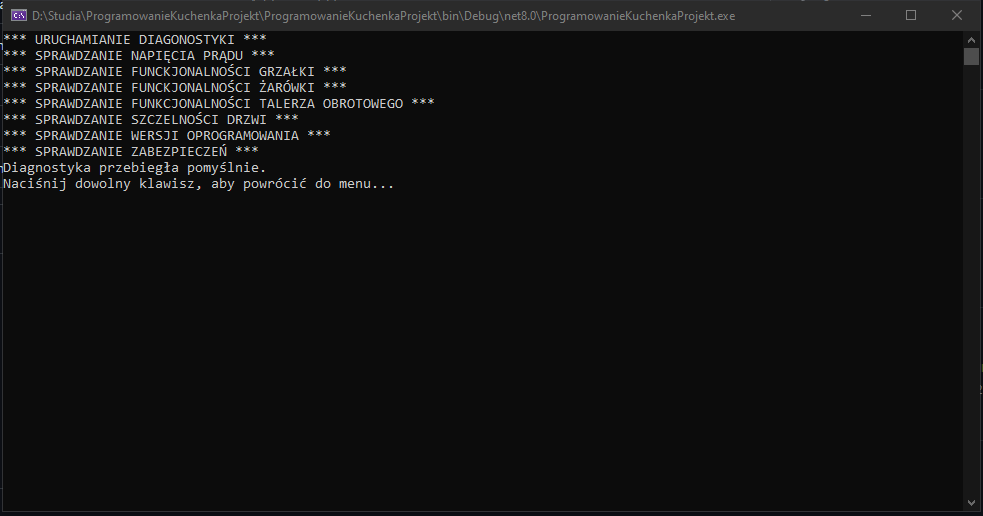 D:\Studia\ProgramowanieKuchenkaProjekt\ProgramowanieKuchenkaProjekt\bin\Debug\net8.0\ProgramowanieKuchenkaProjekt.exe
*** URUCHAMIANIE DIAGONOSTYKI ***
*** SPRAWDZANIE NAPIĘCIA PRĄDU ***
*** SPRAWDZANIE FUNCKJONALNOŚCI GRZAŁKI ***
*** SPRAWDZANIE FUNCKJONALNOŚCI ŻARÓWKI ***
*** SPRAWDZANIE FUNKCJONALNOŚCI TALERZA OBROTOWEGO ***
*** SPRAWDZANIE SZCZELNOŚCI DRZWI ***
*** SPRAWDZANIE WERSJI OPROGRAMOWANIA ***
*** SPRAWDZANIE ZABEZPIECZEŃ ***
Diagnostyka przebiegła pomyślnie.
Naciśnij dowolny klawisz, aby powrócić do menu...